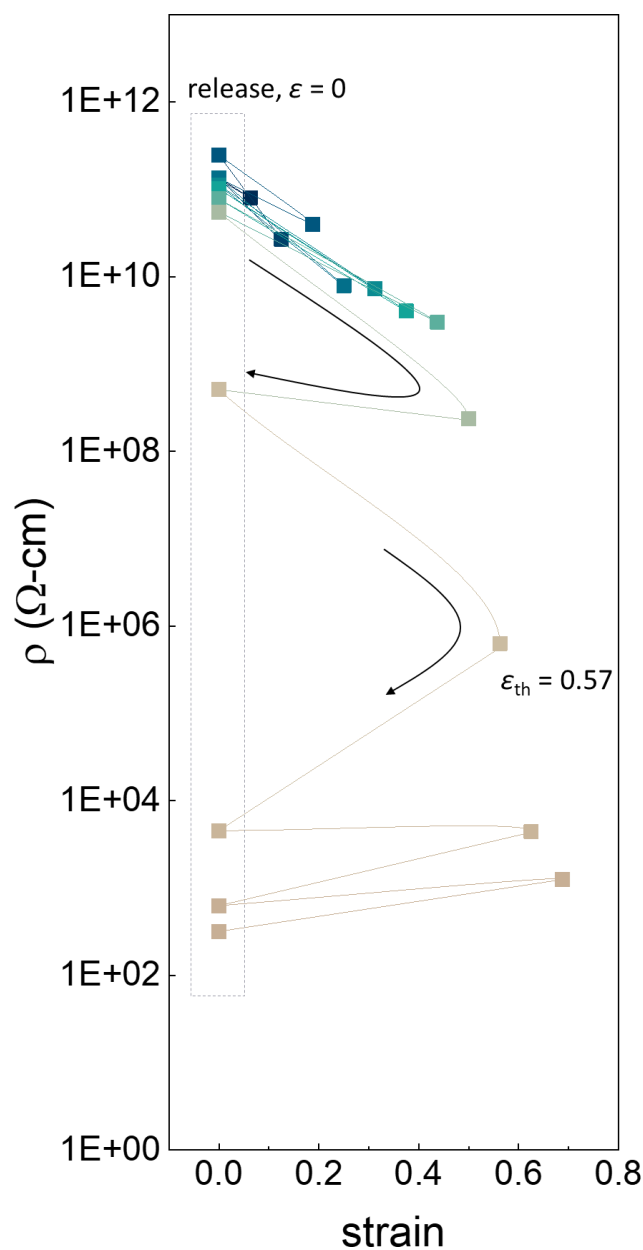 release, ε = 0
1E+12
1E+10
1E+08
1E+06
1E+04
1E+02
1E+00
ρ (Ω-cm)
εth = 0.57
0.0 0.2 0.4 0.6 0.8
strain